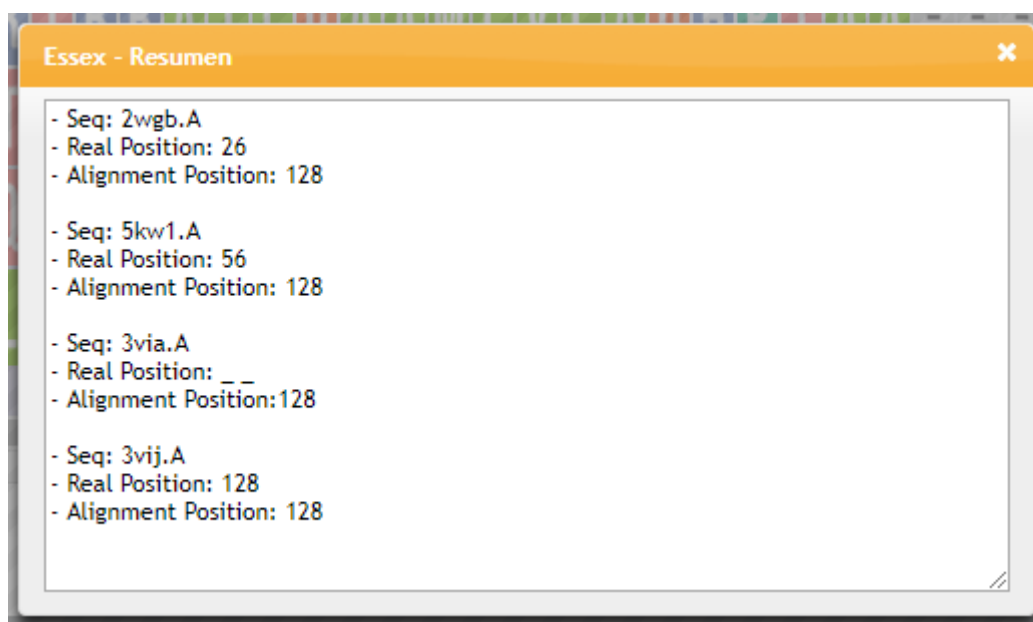 Essex - Resumen
- Seq: 2wgb.A
- Real Position: 26
- Alignment Position: 128
- Seq: 5kw1.A
- Real Position: 56
- Alignment Position: 128
- Seq: 3via.A
- Real Position: _ _
- Alignment Position:128
- Seq: 3vij.A
- Real Position: 128
- Alignment Position: 128